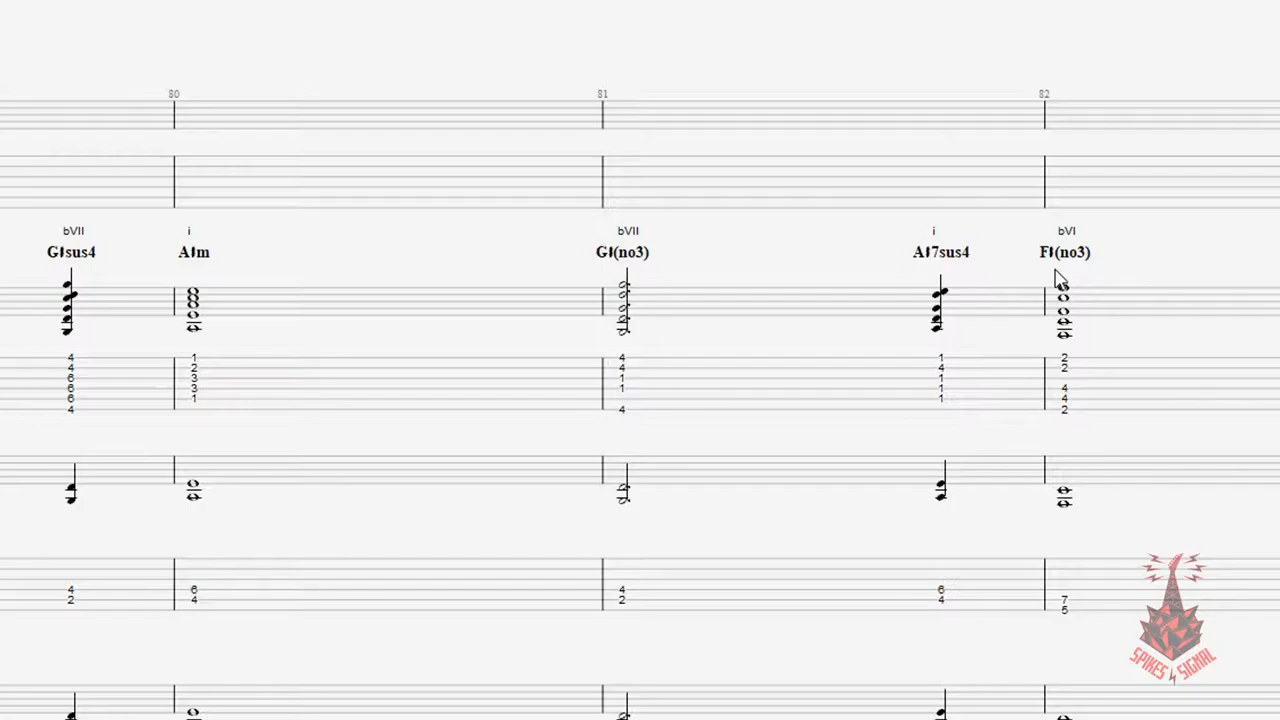 80 81 82
bVII i bVII i bVI
G♯sus4 A♯m G♯(no3) A♯7sus4 F♯(no3)
4 1 4 1 2
4 2 4 4 2
6 3 1 1
6 3 1 1 4
6 1 1 4
4 4 2
4 6 4 6
2 4 2 4 7
5
SPIKES SIGNAL